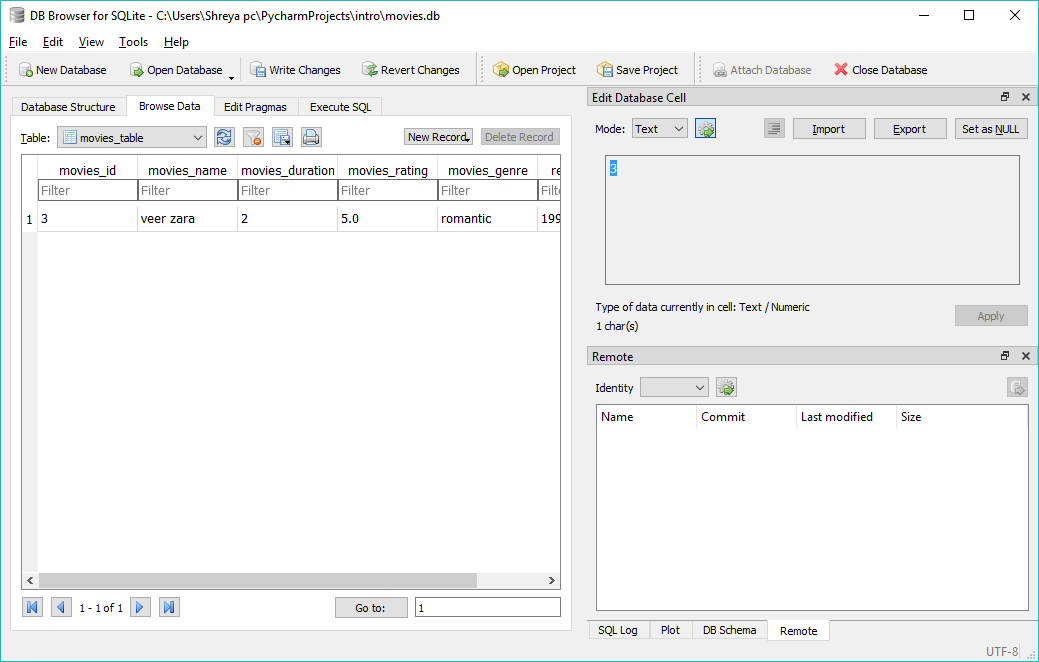 DB Browser for SQLite - C:\Users\Shreya pc\PycharmProjects\intro\movies.db
File Edit View Tools Help
New Database Open Database Write Changes Revert Changes Open Project Save Project Attach Database Close Database
Database Structure Browse Data Edit Pragmas Execute SQL
Table: movies_table New Record Delete Record
movies_id movies_name movies_duration movies_rating movies_genre re
Filter Filter Filter Filter Filter Filt
1 3 veer zara 2 5.0 romantic 199
1 - 1 of 1 Go to: 1
Edit Database Cell
Mode: Text Import Export Set as NULL
3
Type of data currently in cell: Text / Numeric
1 char(s)
Apply
Remote
Identity
Name Commit Last modified Size
SQL Log Plot DB Schema Remote
UTF-8